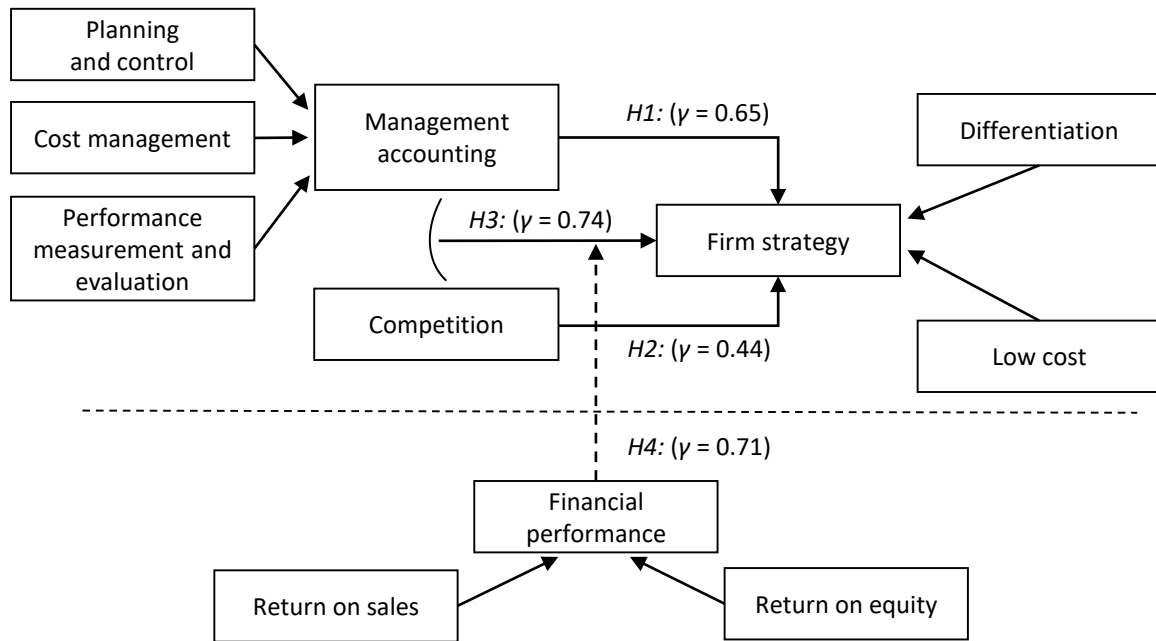 Planning
and control
Cost management
Performance
measurement and
evaluation
Management
accounting
H1: (γ = 0.65)
Differentiation
H3: (γ = 0.74)
Firm strategy
Competition
H2: (γ = 0.44)
Low cost
H4: (γ = 0.71)
Financial
performance
Return on sales
Return on equity